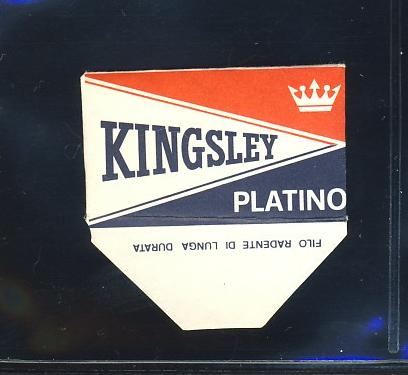 KINGSLEY
PLATINO
FILO RADENTE DI LUNGA DURATA